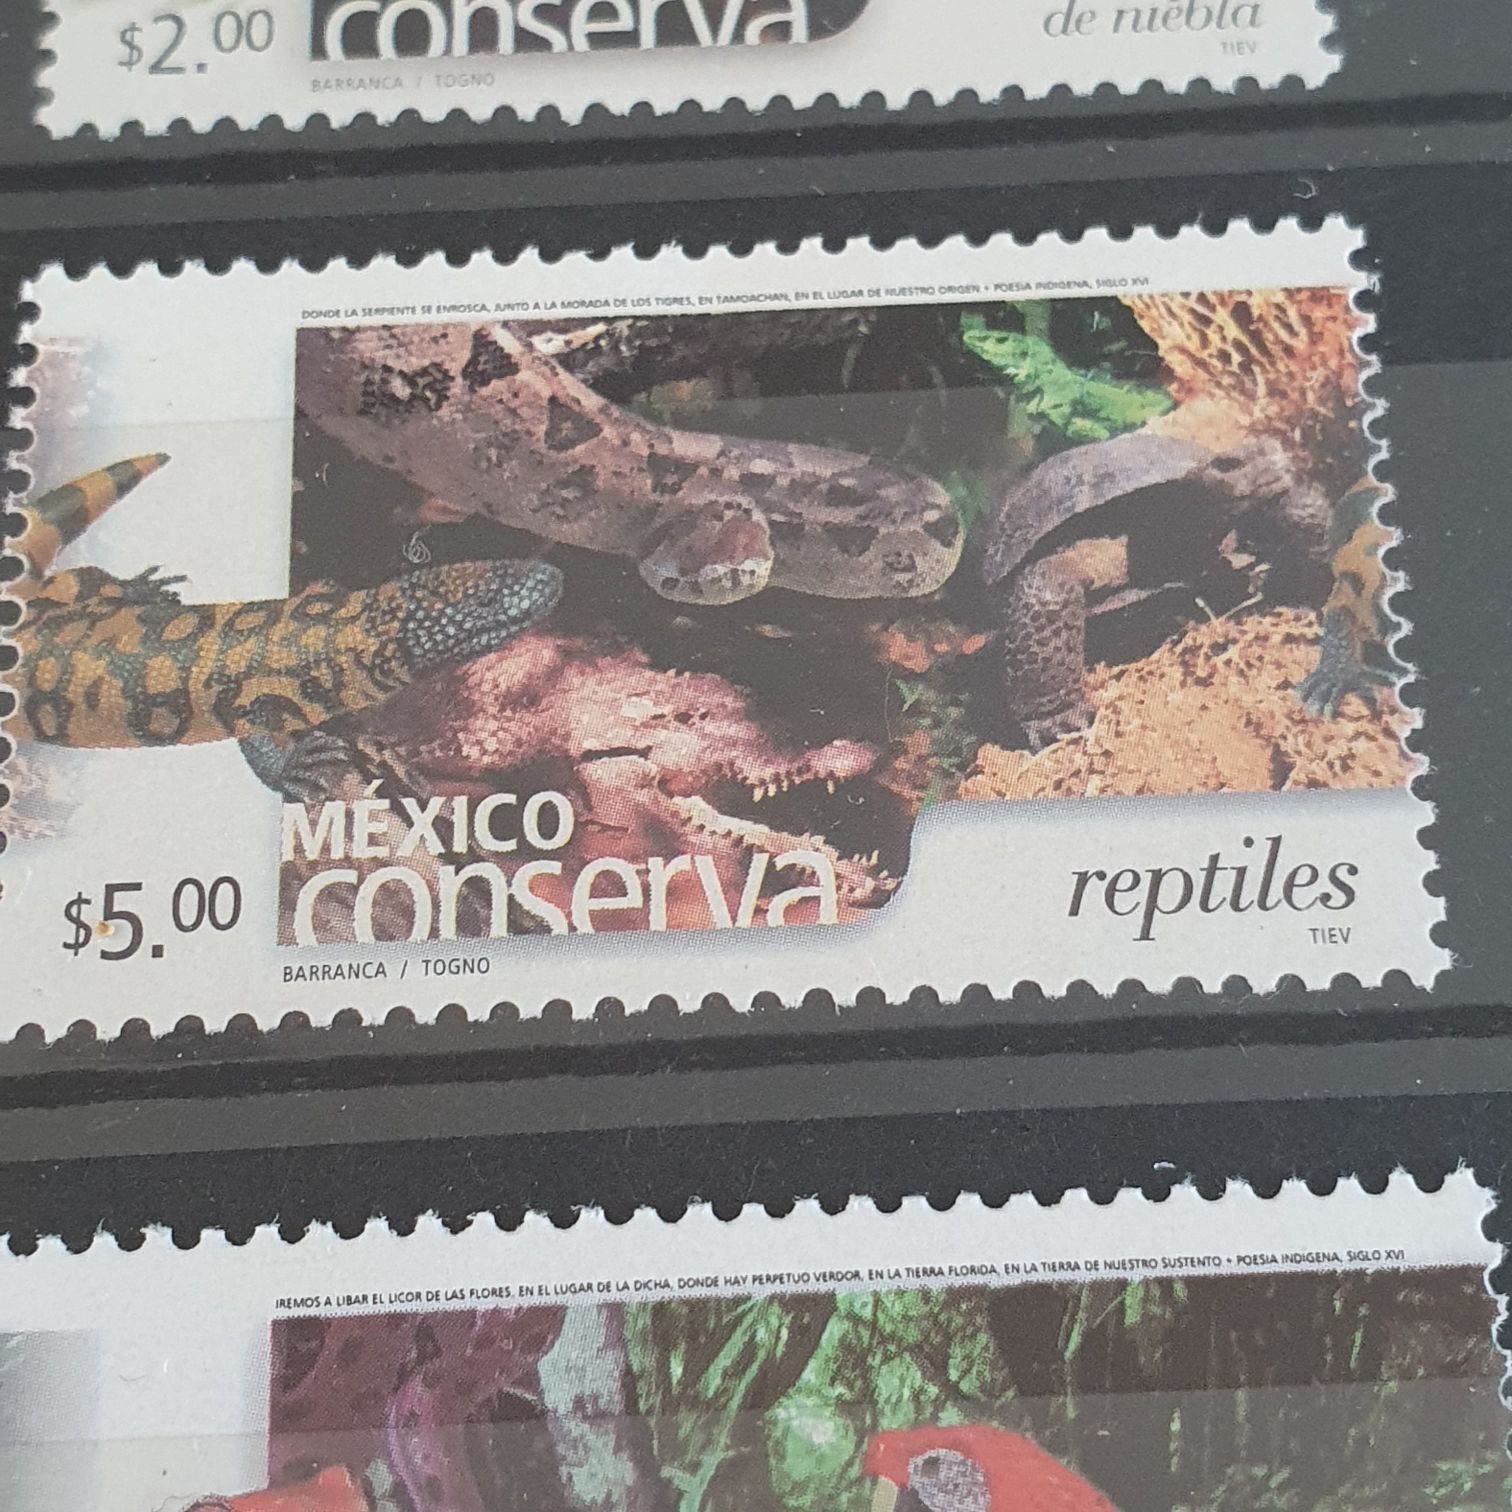 $2.00
conserva
BARRANCA / TOGNO
de niebla
TIEV
DONDE LA SERPIENTE SE ENROSCA, JUNTO A LA MORADA DE LOS TIGRES, EN TAMOACHAN, EN EL LUGAR DE NUESTRO ORIGEN • POESIA INDIGENA, SIGLO XVI
MÉXICO
conserva
$5.00
BARRANCA / TOGNO
reptiles
TIEV
IREMOS A LIBAR EL LICOR DE LAS FLORES, EN EL LUGAR DE LA DICHA, DONDE HAY PERPETUO VERDOR, EN LA TIERRA FLORIDA, EN LA TIERRA DE NUESTRO SUSTENTO • POESIA INDIGENA, SIGLO XVI